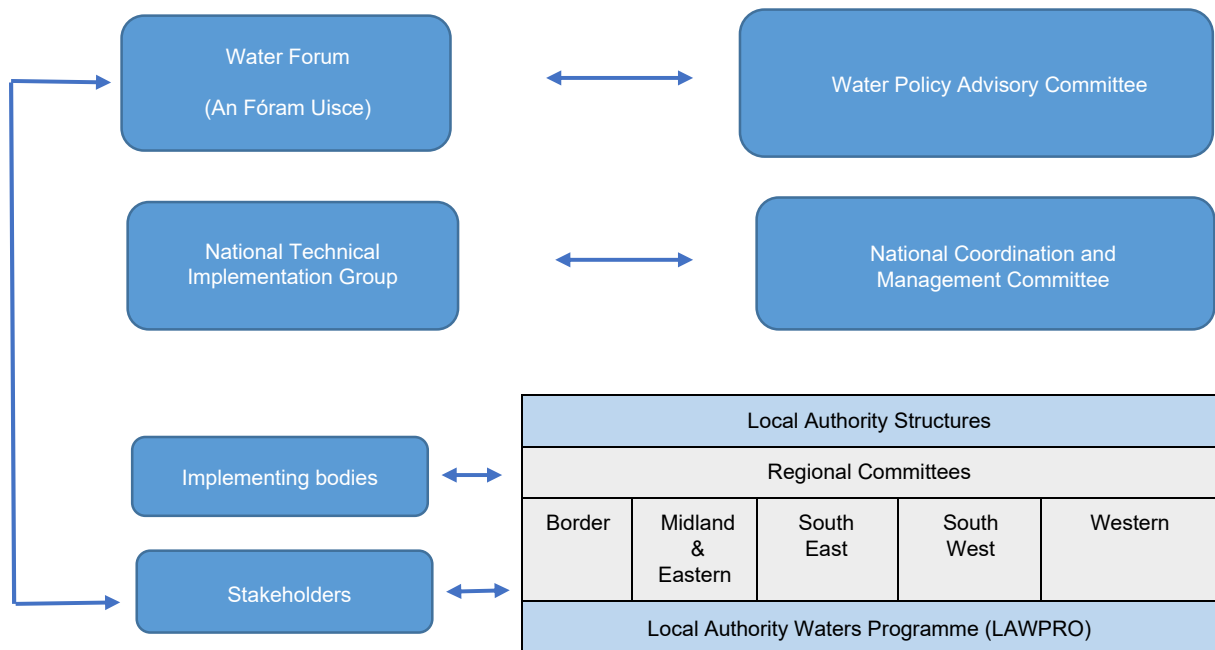 Water Forum
(An Fóram Uisce)
Water Policy Advisory Committee
National Technical
Implementation Group
National Coordination and
Management Committee
Local Authority Structures
Implementing bodies
Regional Committees
Border
Midland
&
Eastern
South
East
South
West
Western
Stakeholders
Local Authority Waters Programme (LAWPRO)